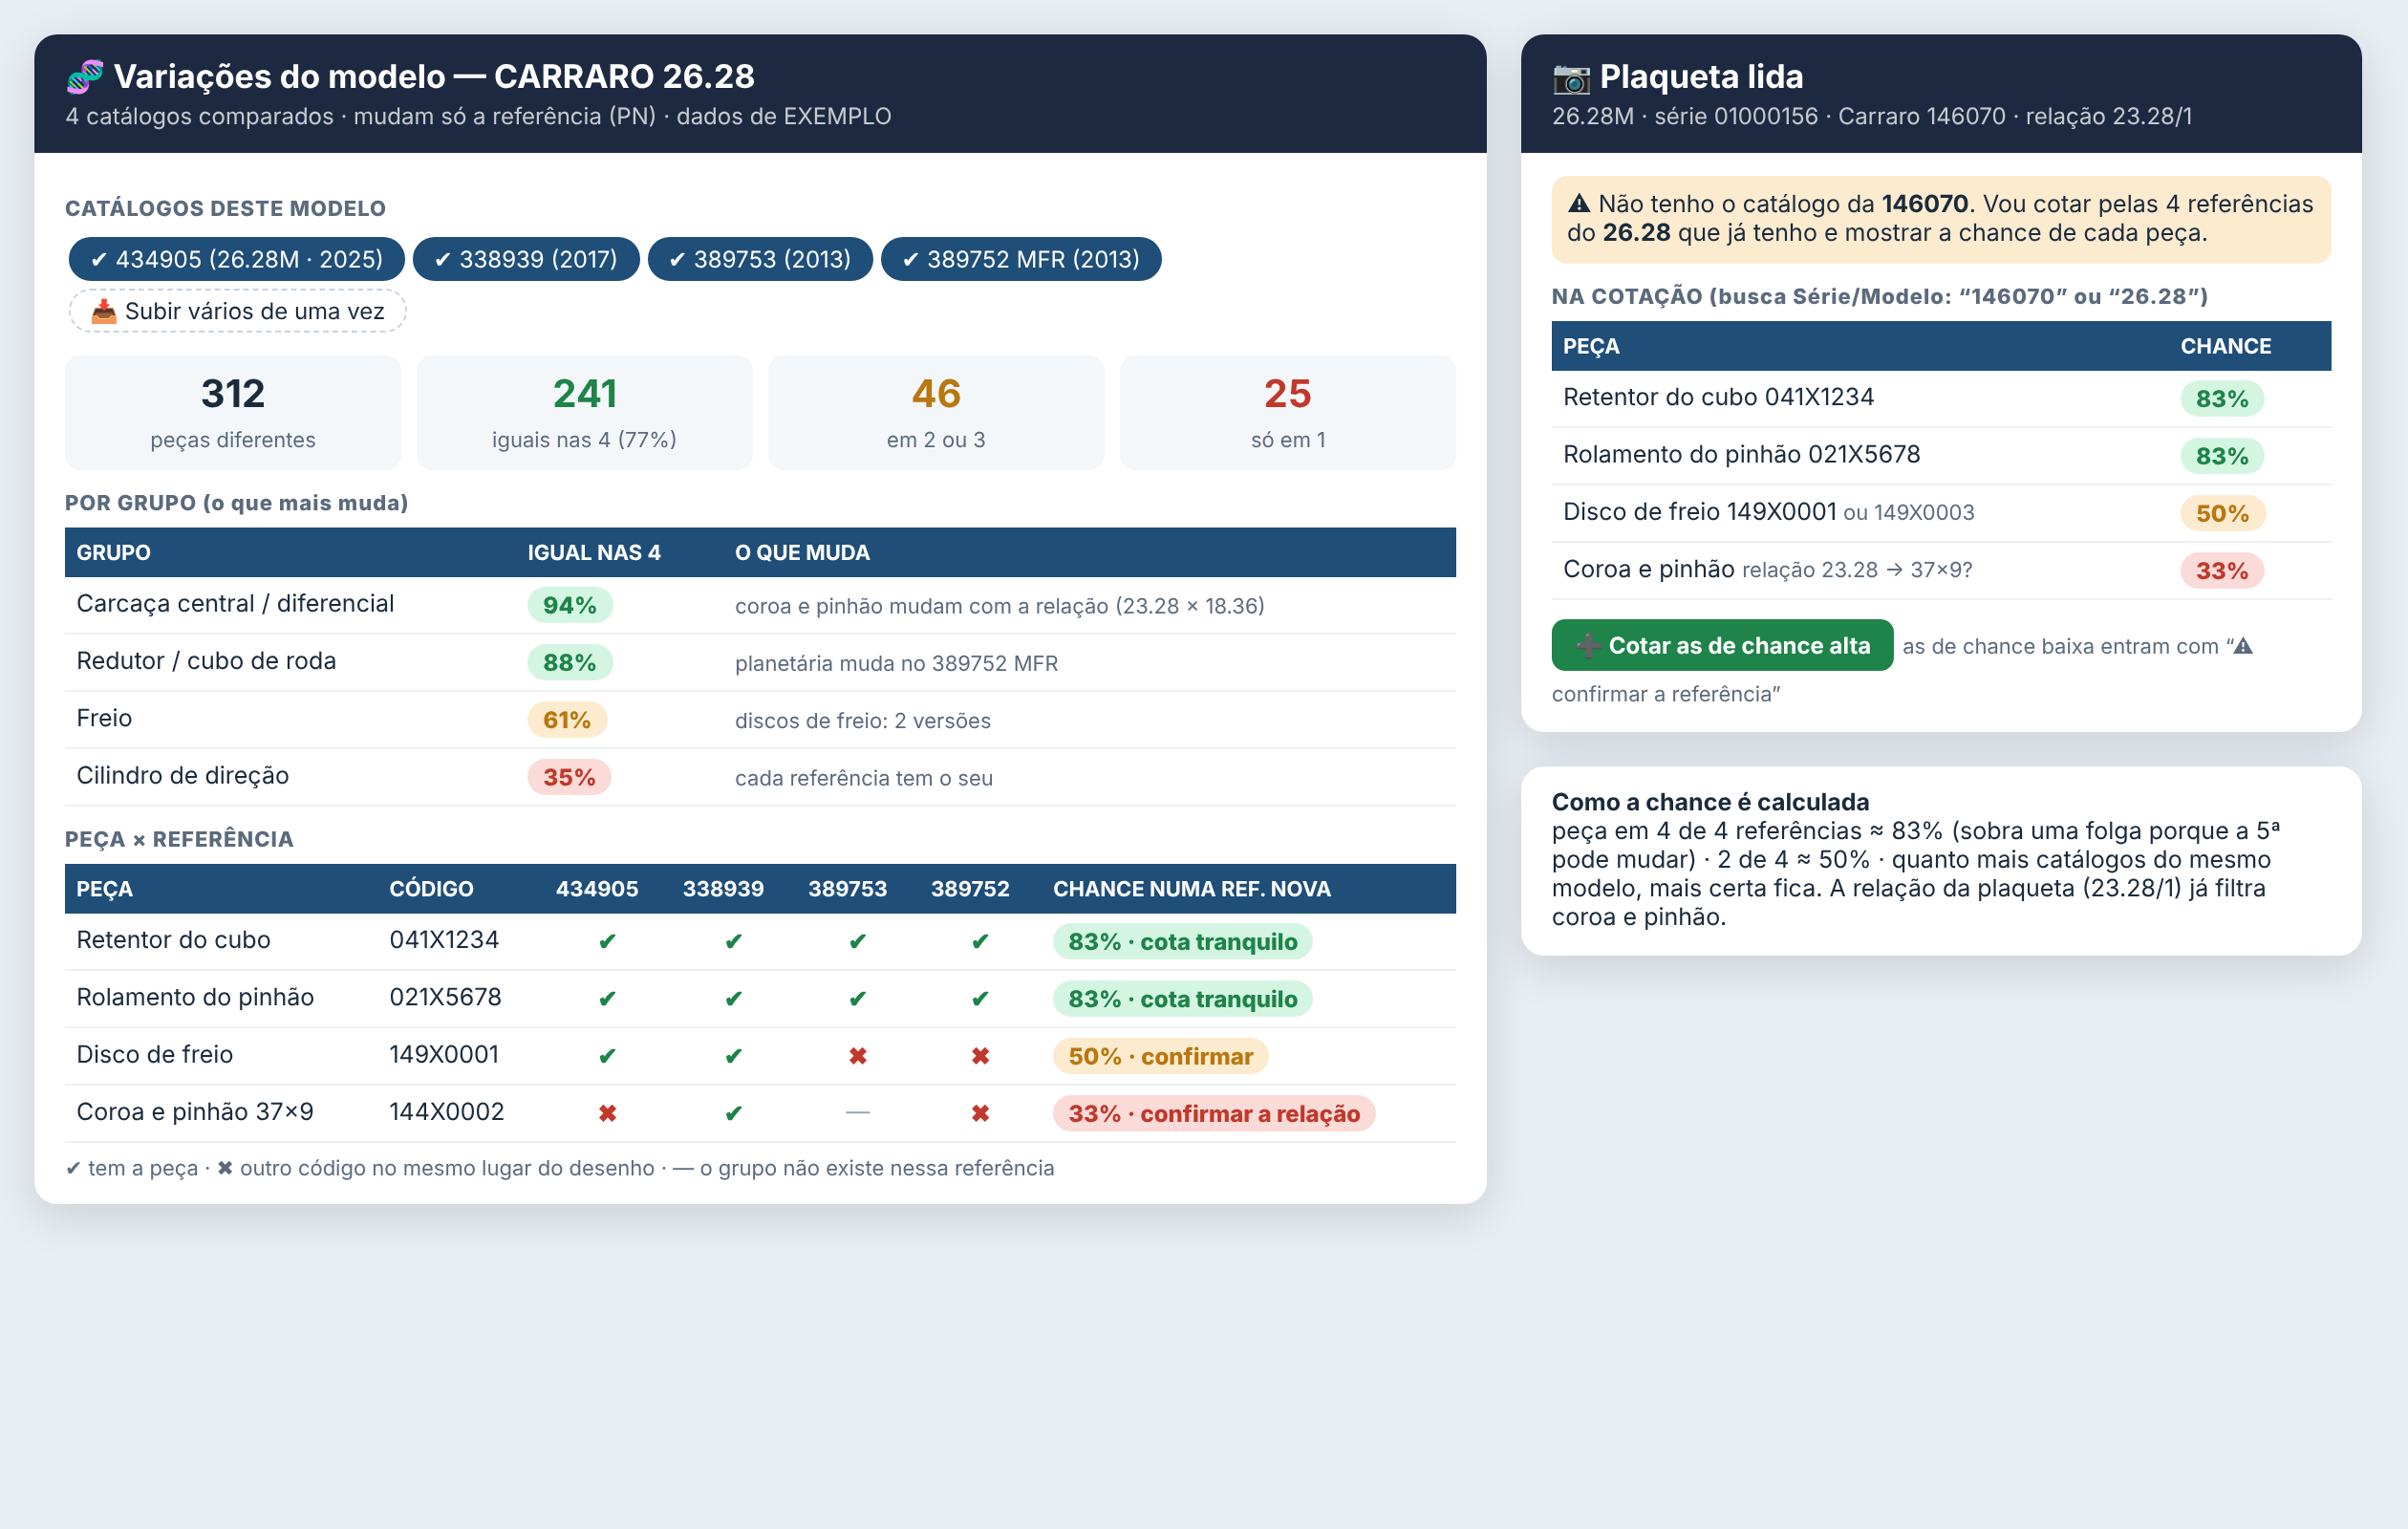 🧬 Variações do modelo — CARRARO 26.28
4 catálogos comparados · mudam só a referência (PN) · dados de EXEMPLO
CATÁLOGOS DESTE MODELO
✔ 434905 (26.28M · 2025) ✔ 338939 (2017) ✔ 389753 (2013) ✔ 389752 MFR (2013)
📥 Subir vários de uma vez
312 241 46 25
peças diferentes iguais nas 4 (77%) em 2 ou 3 só em 1
POR GRUPO (o que mais muda)
GRUPO IGUAL NAS 4 O QUE MUDA
Carcaça central / diferencial 94% coroa e pinhão mudam com a relação (23.28 × 18.36)
Redutor / cubo de roda 88% planetária muda no 389752 MFR
Freio 61% discos de freio: 2 versões
Cilindro de direção 35% cada referência tem o seu
PEÇA × REFERÊNCIA
PEÇA CÓDIGO 434905 338939 389753 389752 CHANCE NUMA REF. NOVA
Retentor do cubo 041X1234 ✔ ✔ ✔ ✔ 83% · cota tranquilo
Rolamento do pinhão 021X5678 ✔ ✔ ✔ ✔ 83% · cota tranquilo
Disco de freio 149X0001 ✔ ✔ ✖ ✖ 50% · confirmar
Coroa e pinhão 37×9 144X0002 ✖ ✔ — ✖ 33% · confirmar a relação
✔ tem a peça · ✖ outro código no mesmo lugar do desenho · — o grupo não existe nessa referência
📷 Plaqueta lida
26.28M · série 01000156 · Carraro 146070 · relação 23.28/1
⚠ Não tenho o catálogo da 146070. Vou cotar pelas 4 referências
do 26.28 que já tenho e mostrar a chance de cada peça.
NA COTAÇÃO (busca Série/Modelo: “146070” ou “26.28”)
PEÇA CHANCE
Retentor do cubo 041X1234 83%
Rolamento do pinhão 021X5678 83%
Disco de freio 149X0001 ou 149X0003 50%
Coroa e pinhão relação 23.28 → 37×9? 33%
➕ Cotar as de chance alta as de chance baixa entram com “⚠
confirmar a referência”
Como a chance é calculada
peça em 4 de 4 referências ≈ 83% (sobra uma folga porque a 5ª
pode mudar) · 2 de 4 ≈ 50% · quanto mais catálogos do mesmo
modelo, mais certa fica. A relação da plaqueta (23.28/1) já filtra
coroa e pinhão.